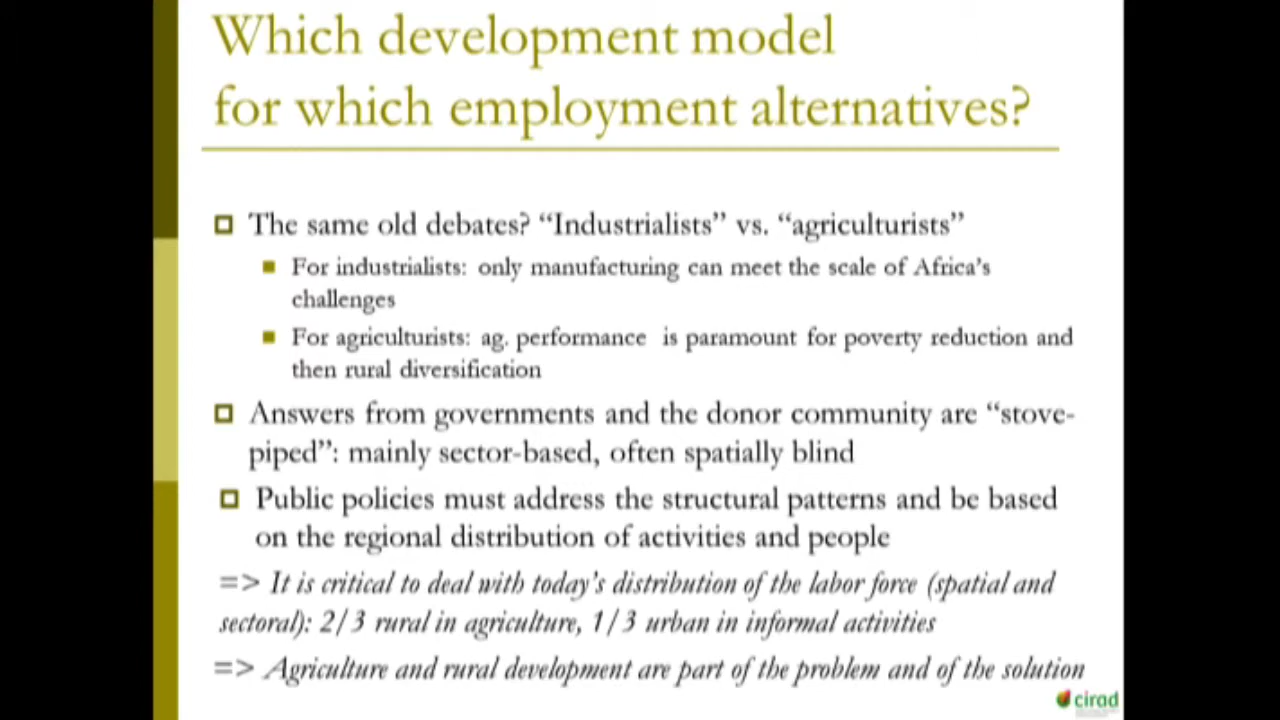 Which development model
for which employment alternatives?
The same old debates? “Industrialists” vs. “agriculturists”
For industrialists: only manufacturing can meet the scale of Africa’s
challenges
For agriculturists: ag. performance is paramount for poverty reduction and
then rural diversification
Answers from governments and the donor community are “stove-
piped”: mainly sector-based, often spatially blind
Public policies must address the structural patterns and be based
on the regional distribution of activities and people
=> It is critical to deal with today’s distribution of the labor force (spatial and
sectoral): 2/3 rural in agriculture, 1/3 urban in informal activities
=> Agriculture and rural development are part of the problem and of the solution
cirad